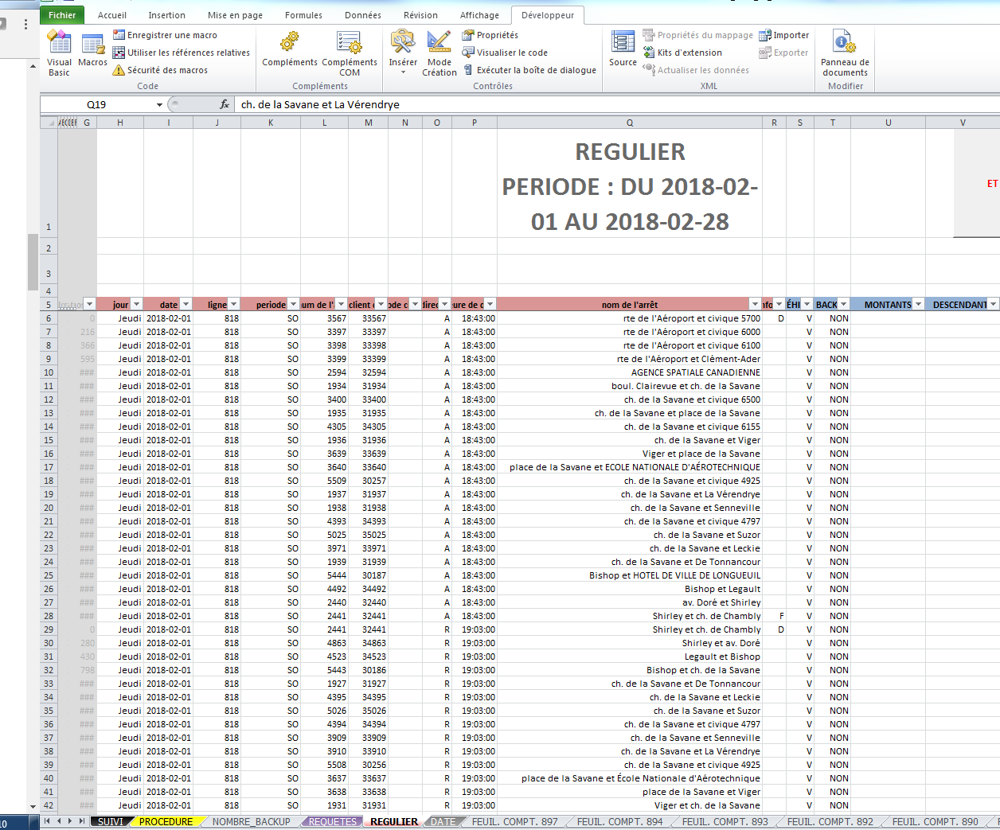 Fichier Accueil Insertion Mise en page Formules Données Révision Affichage Développeur
Visual Basic
Macros
Enregistrer une macro
Utiliser les références relatives
Sécurité des macros
Code
Compléments
Compléments COM
Compléments
Insérer
Mode Création
Propriétés
Visualiser le code
Exécuter la boîte de dialogue
Contrôles
Source
Propriétés du mappage
Kits d'extension
Actualiser les données
Importer
Exporter
XML
Panneau de documents
Modifier
Q19 fx ch. de la Savane et La Vérendrye
G H I J K L M N O P Q R S T U V
1 REGULIER
PERIODE : DU 2018-02-
01 AU 2018-02-28
ET
2
3
4
5 jour date ligne periode num de l' client direc nom de l'arrêt ÉHI BACK MONTANTS DESCENDANT
6 0 Jeudi 2018-02-01 818 SO 3567 33567 A 18:43:00 rte de l'Aéroport et civique 5700 D V NON
7 216 Jeudi 2018-02-01 818 SO 3397 33397 A 18:43:00 rte de l'Aéroport et civique 6000 V NON
8 366 Jeudi 2018-02-01 818 SO 3398 33398 A 18:43:00 rte de l'Aéroport et civique 6100 V NON
9 595 Jeudi 2018-02-01 818 SO 3399 33399 A 18:43:00 rte de l'Aéroport et Clément-Ader V NON
10 ### Jeudi 2018-02-01 818 SO 2594 32594 A 18:43:00 AGENCE SPATIALE CANADIENNE V NON
11 ### Jeudi 2018-02-01 818 SO 1934 31934 A 18:43:00 boul. Clairevue et ch. de la Savane V NON
12 ### Jeudi 2018-02-01 818 SO 3400 33400 A 18:43:00 ch. de la Savane et civique 6500 V NON
13 ### Jeudi 2018-02-01 818 SO 1935 31935 A 18:43:00 ch. de la Savane et place de la Savane V NON
14 ### Jeudi 2018-02-01 818 SO 4305 34305 A 18:43:00 ch. de la Savane et civique 6155 V NON
15 ### Jeudi 2018-02-01 818 SO 1936 31936 A 18:43:00 ch. de la Savane et Viger V NON
16 ### Jeudi 2018-02-01 818 SO 3639 33639 A 18:43:00 Viger et place de la Savane V NON
17 ### Jeudi 2018-02-01 818 SO 3640 33640 A 18:43:00 place de la Savane et ECOLE NATIONALE D'AÉROTECHNIQUE V NON
18 ### Jeudi 2018-02-01 818 SO 5509 30257 A 18:43:00 ch. de la Savane et civique 4925 V NON
19 ### Jeudi 2018-02-01 818 SO 1937 31937 A 18:43:00 ch. de la Savane et La Vérendrye V NON
20 ### Jeudi 2018-02-01 818 SO 1938 31938 A 18:43:00 ch. de la Savane et Senneville V NON
21 ### Jeudi 2018-02-01 818 SO 4393 34393 A 18:43:00 ch. de la Savane et civique 4797 V NON
22 ### Jeudi 2018-02-01 818 SO 5025 35025 A 18:43:00 ch. de la Savane et Suzor V NON
23 ### Jeudi 2018-02-01 818 SO 3971 33971 A 18:43:00 ch. de la Savane et Leckie V NON
24 ### Jeudi 2018-02-01 818 SO 1939 31939 A 18:43:00 ch. de la Savane et De Tonnancour V NON
25 ### Jeudi 2018-02-01 818 SO 5444 30187 A 18:43:00 Bishop et HOTEL DE VILLE DE LONGUEUIL V NON
26 ### Jeudi 2018-02-01 818 SO 4492 34492 A 18:43:00 Bishop et Legault V NON
27 ### Jeudi 2018-02-01 818 SO 2440 32440 A 18:43:00 av. Doré et Shirley V NON
28 ### Jeudi 2018-02-01 818 SO 2441 32441 A 18:43:00 Shirley et ch. de Chambly F V NON
29 0 Jeudi 2018-02-01 818 SO 2441 32441 R 19:03:00 Shirley et ch. de Chambly D V NON
30 280 Jeudi 2018-02-01 818 SO 4863 34863 R 19:03:00 Shirley et av. Doré V NON
31 430 Jeudi 2018-02-01 818 SO 4523 34523 R 19:03:00 Legault et Bishop V NON
32 798 Jeudi 2018-02-01 818 SO 5443 30186 R 19:03:00 Bishop et ch. de la Savane V NON
33 ### Jeudi 2018-02-01 818 SO 1927 31927 R 19:03:00 ch. de la Savane et De Tonnancour V NON
34 ### Jeudi 2018-02-01 818 SO 4395 34395 R 19:03:00 ch. de la Savane et Leckie V NON
35 ### Jeudi 2018-02-01 818 SO 5026 35026 R 19:03:00 ch. de la Savane et Suzor V NON
36 ### Jeudi 2018-02-01 818 SO 4394 34394 R 19:03:00 ch. de la Savane et civique 4797 V NON
37 ### Jeudi 2018-02-01 818 SO 3909 33909 R 19:03:00 ch. de la Savane et Senneville V NON
38 ### Jeudi 2018-02-01 818 SO 3910 33910 R 19:03:00 ch. de la Savane et La Vérendrye V NON
39 ### Jeudi 2018-02-01 818 SO 5508 30256 R 19:03:00 ch. de la Savane et civique 4925 V NON
40 ### Jeudi 2018-02-01 818 SO 3637 33637 R 19:03:00 place de la Savane et École Nationale d'Aérotechnique V NON
41 ### Jeudi 2018-02-01 818 SO 3638 33638 R 19:03:00 place de la Savane et Viger V NON
42 ### Jeudi 2018-02-01 818 SO 1931 31931 R 19:03:00 Viger et ch. de la Savane V NON
SUIVI PROCEDURE NOMBRE_BACKUP REQUETES REGULIER DATE FEUIL. COMPT. 897 FEUIL. COMPT. 894 FEUIL. COMPT. 893 FEUIL. COMPT. 892 FEUIL. COMPT. 890